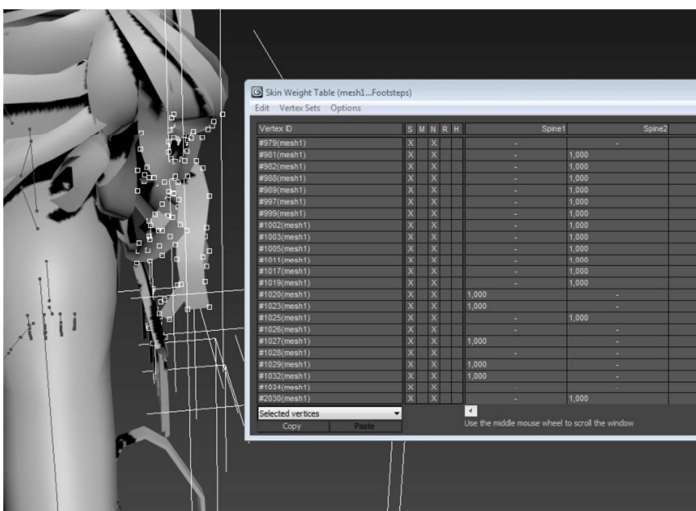 Skin Weight Table (mesh1...Footsteps)
Edit Vertex Sets Options
Vertex ID S M N R H Spine1 Spine2
#979(mesh1) X X - -
#981(mesh1) X X - 1,000
#982(mesh1) X X - 1,000
#988(mesh1) X X - 1,000
#989(mesh1) X X - 1,000
#997(mesh1) X X - 1,000
#999(mesh1) X X - 1,000
#1002(mesh1) X X - 1,000
#1003(mesh1) X X - 1,000
#1005(mesh1) X X - 1,000
#1011(mesh1) X X - 1,000
#1017(mesh1) X X - 1,000
#1019(mesh1) X X - 1,000
#1020(mesh1) X X 1,000 -
#1023(mesh1) X X 1,000 -
#1025(mesh1) X X - 1,000
#1026(mesh1) X X - -
#1027(mesh1) X X 1,000 -
#1028(mesh1) X X - -
#1029(mesh1) X X 1,000 -
#1032(mesh1) X X 1,000 -
#1034(mesh1) X X - -
#2030(mesh1) X X - 1,000
Selected vertices
Copy Paste Use the middle mouse wheel to scroll the window